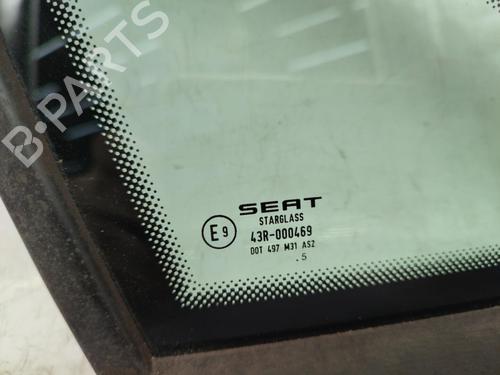 B-PARTS
SEAT
STARGLASS
E9
43R-000469
DOT 497 M31 AS2
.5